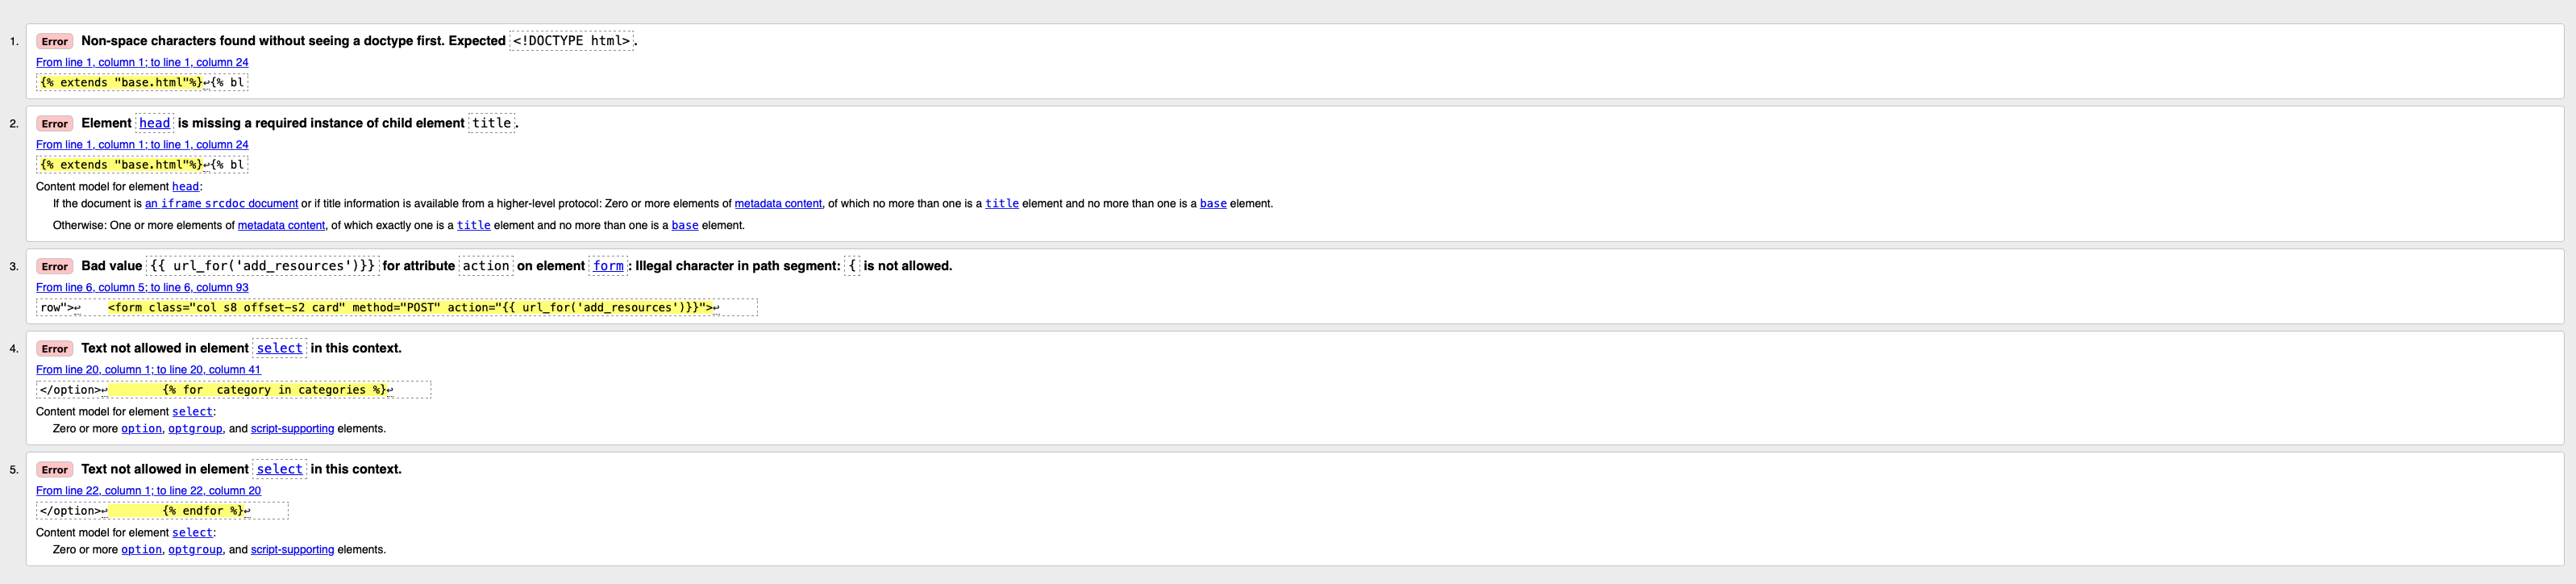 1. Error Non-space characters found without seeing a doctype first. Expected <!DOCTYPE html>.
From line 1, column 1; to line 1, column 24
{% extends "base.html"%}↩{% bl
2. Error Element head is missing a required instance of child element title.
From line 1, column 1; to line 1, column 24
{% extends "base.html"%}↩{% bl
Content model for element head:
If the document is an iframe srcdoc document or if title information is available from a higher-level protocol: Zero or more elements of metadata content, of which no more than one is a title element and no more than one is a base element.
Otherwise: One or more elements of metadata content, of which exactly one is a title element and no more than one is a base element.
3. Error Bad value {{ url_for('add_resources')}} for attribute action on element form: Illegal character in path segment: { is not allowed.
From line 6, column 5; to line 6, column 93
row">↩    <form class="col s8 offset-s2 card" method="POST" action="{{ url_for('add_resources')}}">↩
4. Error Text not allowed in element select in this context.
From line 20, column 1; to line 20, column 41
</option>↩        {% for  category in categories %}↩
Content model for element select:
Zero or more option, optgroup, and script-supporting elements.
5. Error Text not allowed in element select in this context.
From line 22, column 1; to line 22, column 20
</option>↩        {% endfor %}↩
Content model for element select:
Zero or more option, optgroup, and script-supporting elements.